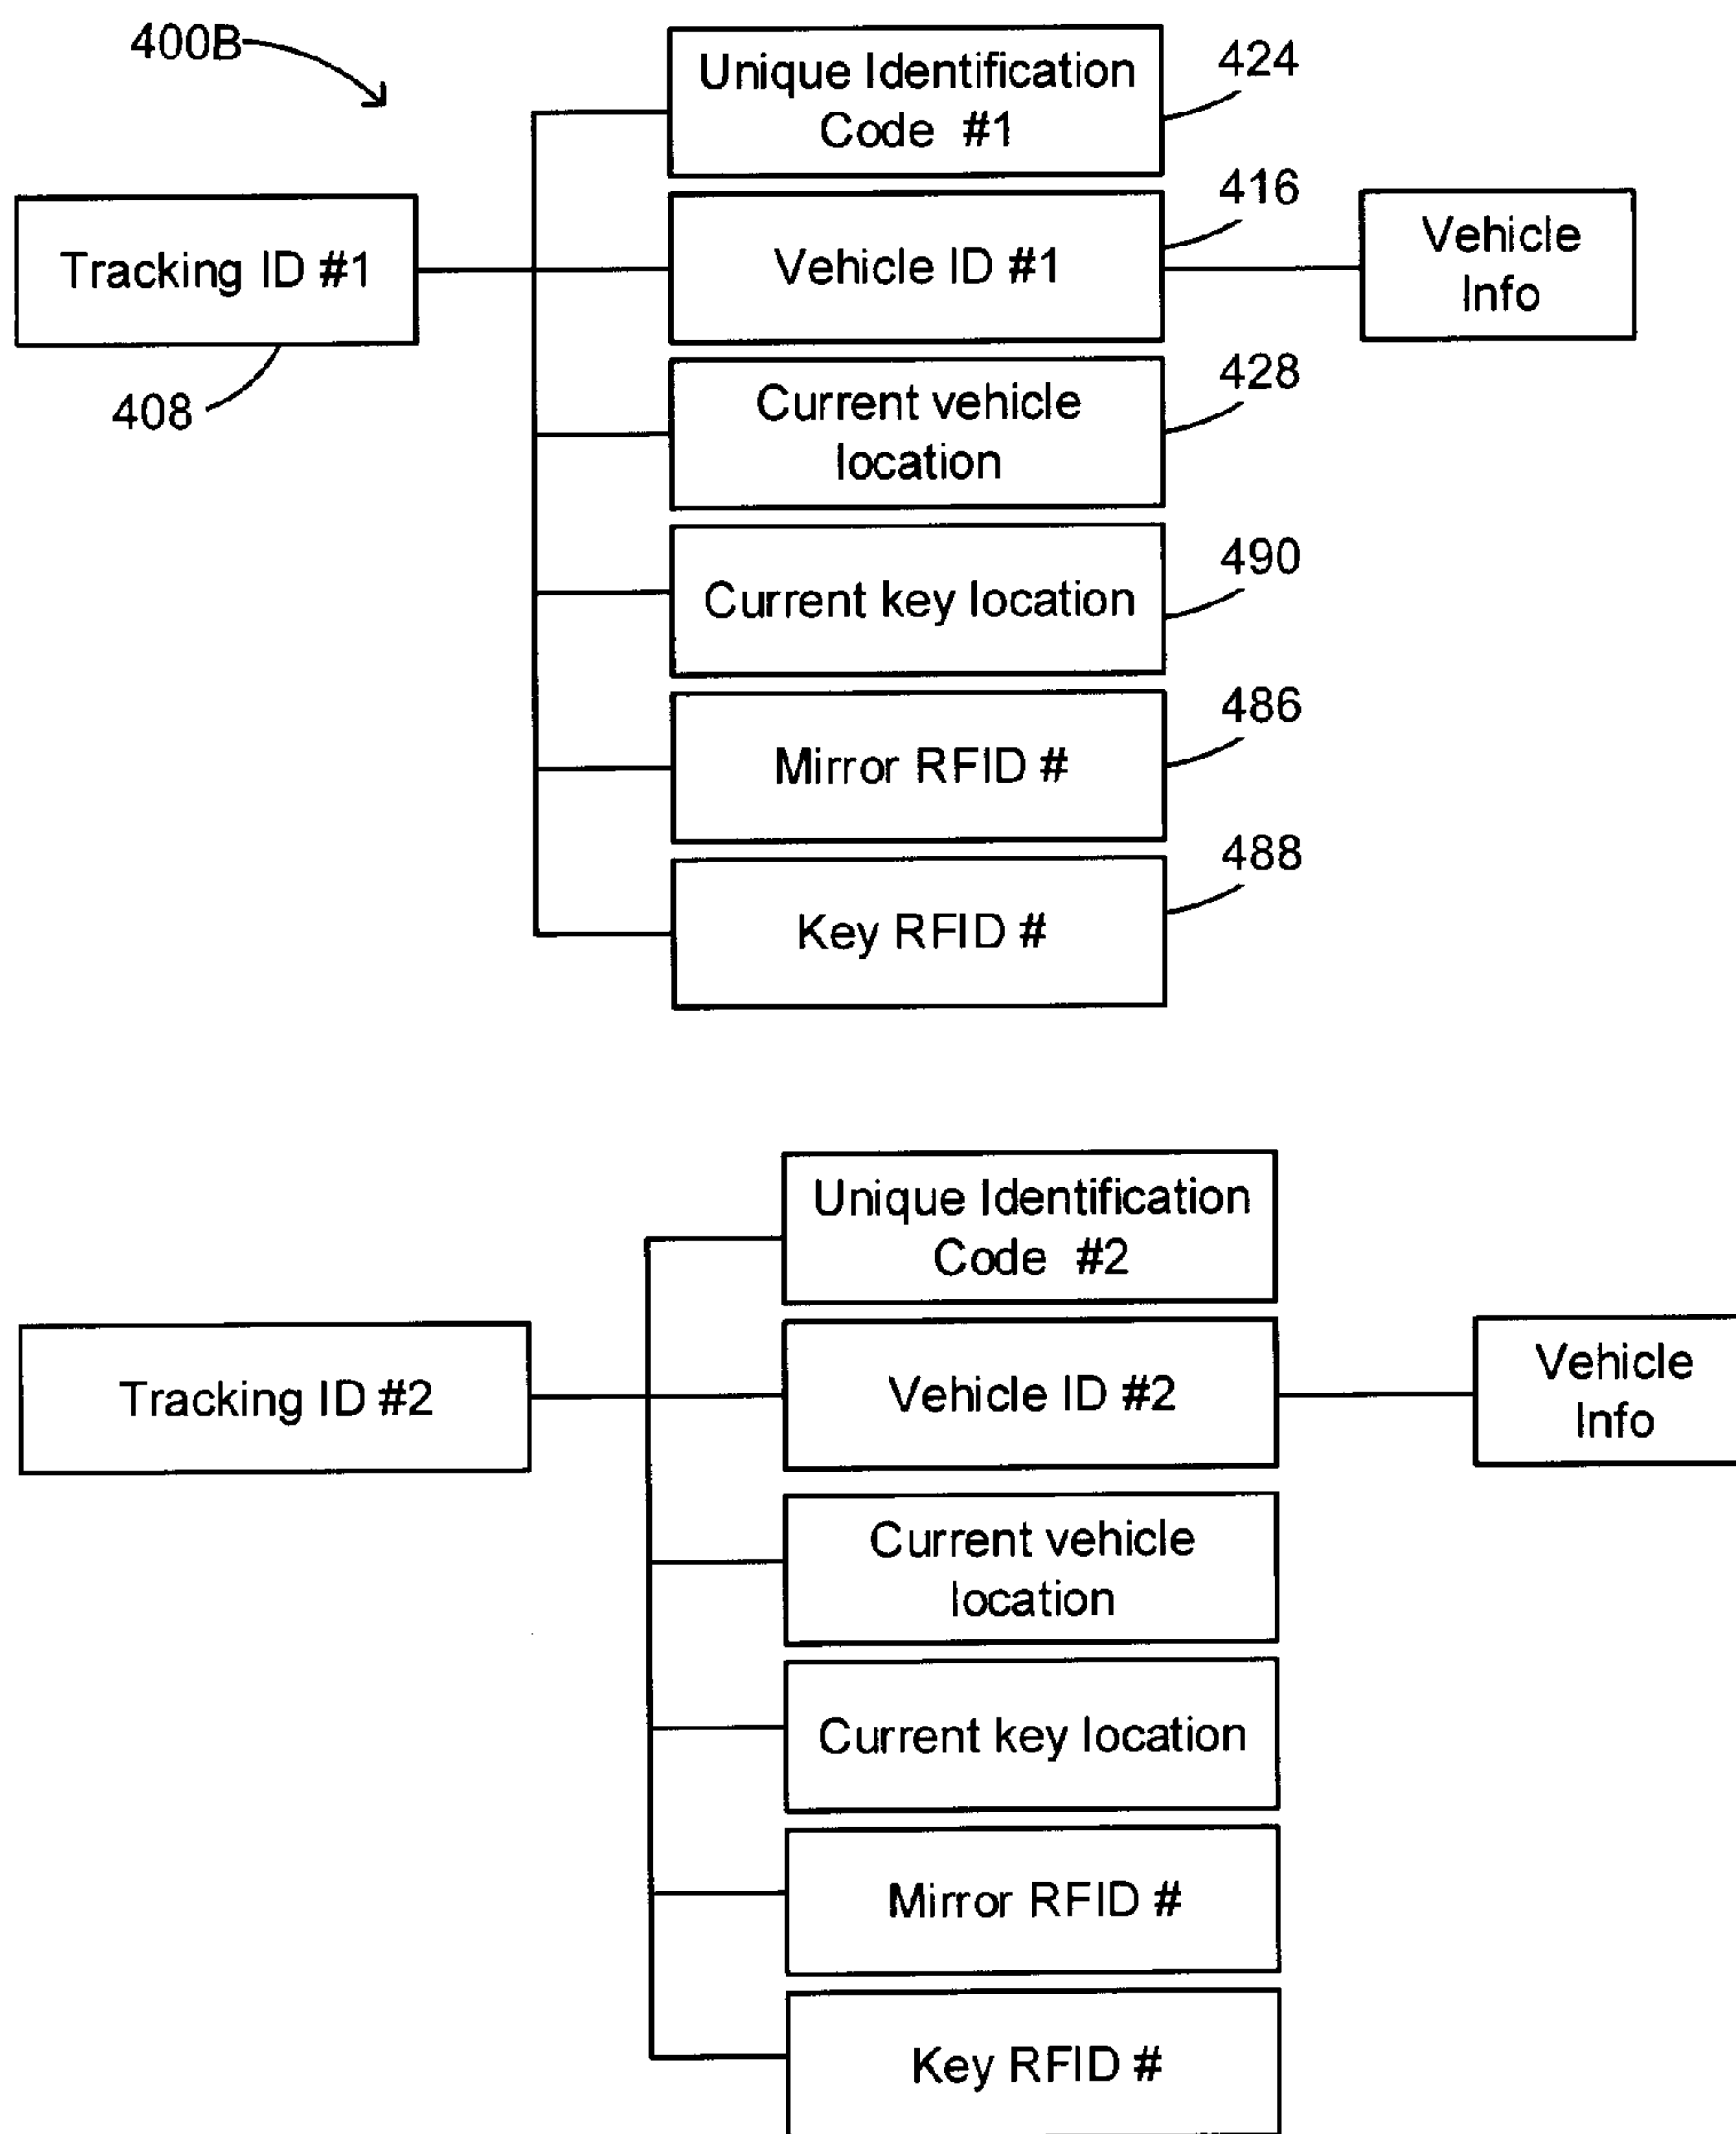 400B
Unique Identification
Code #1
424
Tracking ID #1
408
Vehicle ID #1
416
Vehicle
Info
Current vehicle
location
428
Current key location
490
Mirror RFID #
486
Key RFID #
488
Unique Identification
Code #2
Tracking ID #2
Vehicle ID #2
Vehicle
Info
Current vehicle
location
Current key location
Mirror RFID #
Key RFID #